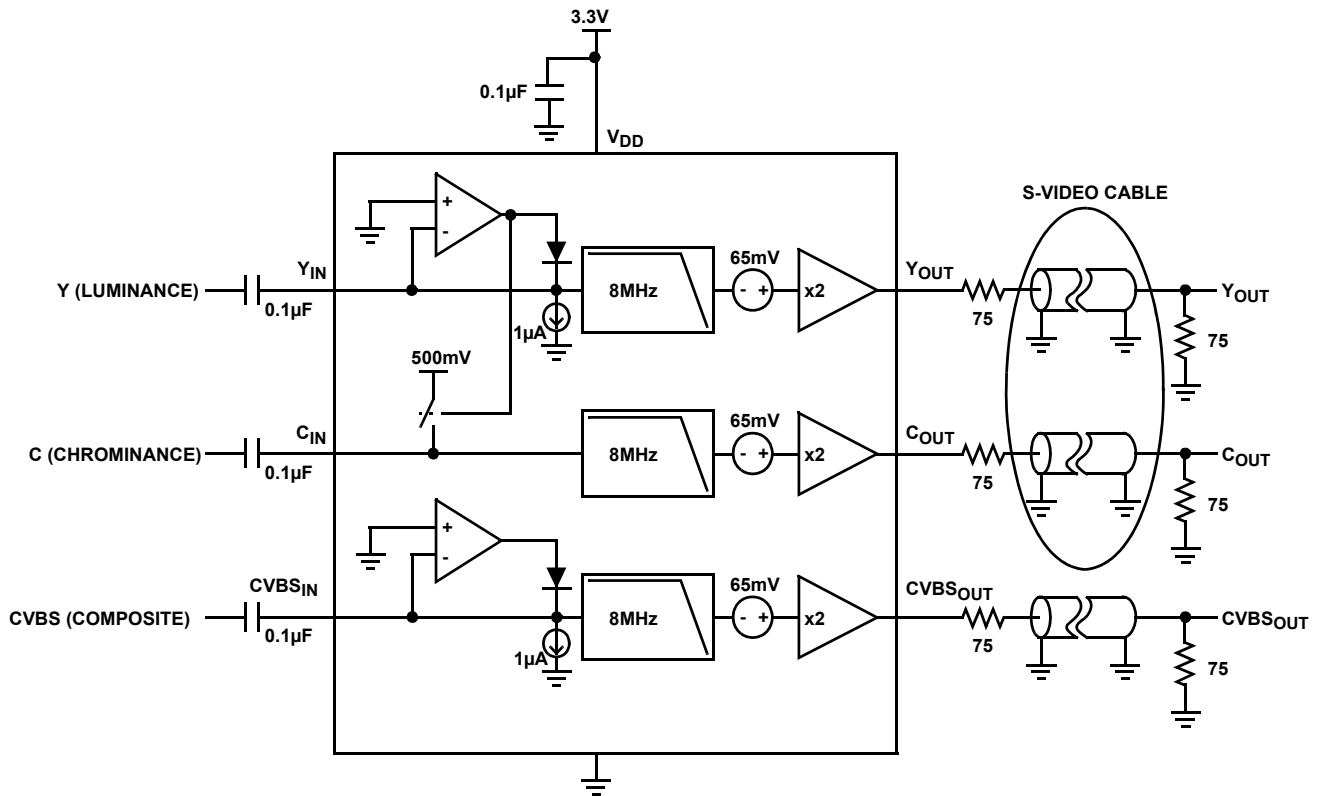 3.3V
0.1µF
VDD
S-VIDEO CABLE
+
-
YIN
65mV
YOUT
Y (LUMINANCE)
8MHz
- +
x2
YOUT
0.1µF
1µA
75
75
500mV
65mV
CIN
COUT
C (CHROMINANCE)
8MHz
- +
x2
COUT
0.1µF
75
75
+
-
CVBSIN
65mV
CVBSOUT
CVBS (COMPOSITE)
8MHz
- +
x2
CVBSOUT
0.1µF
1µA
75
75